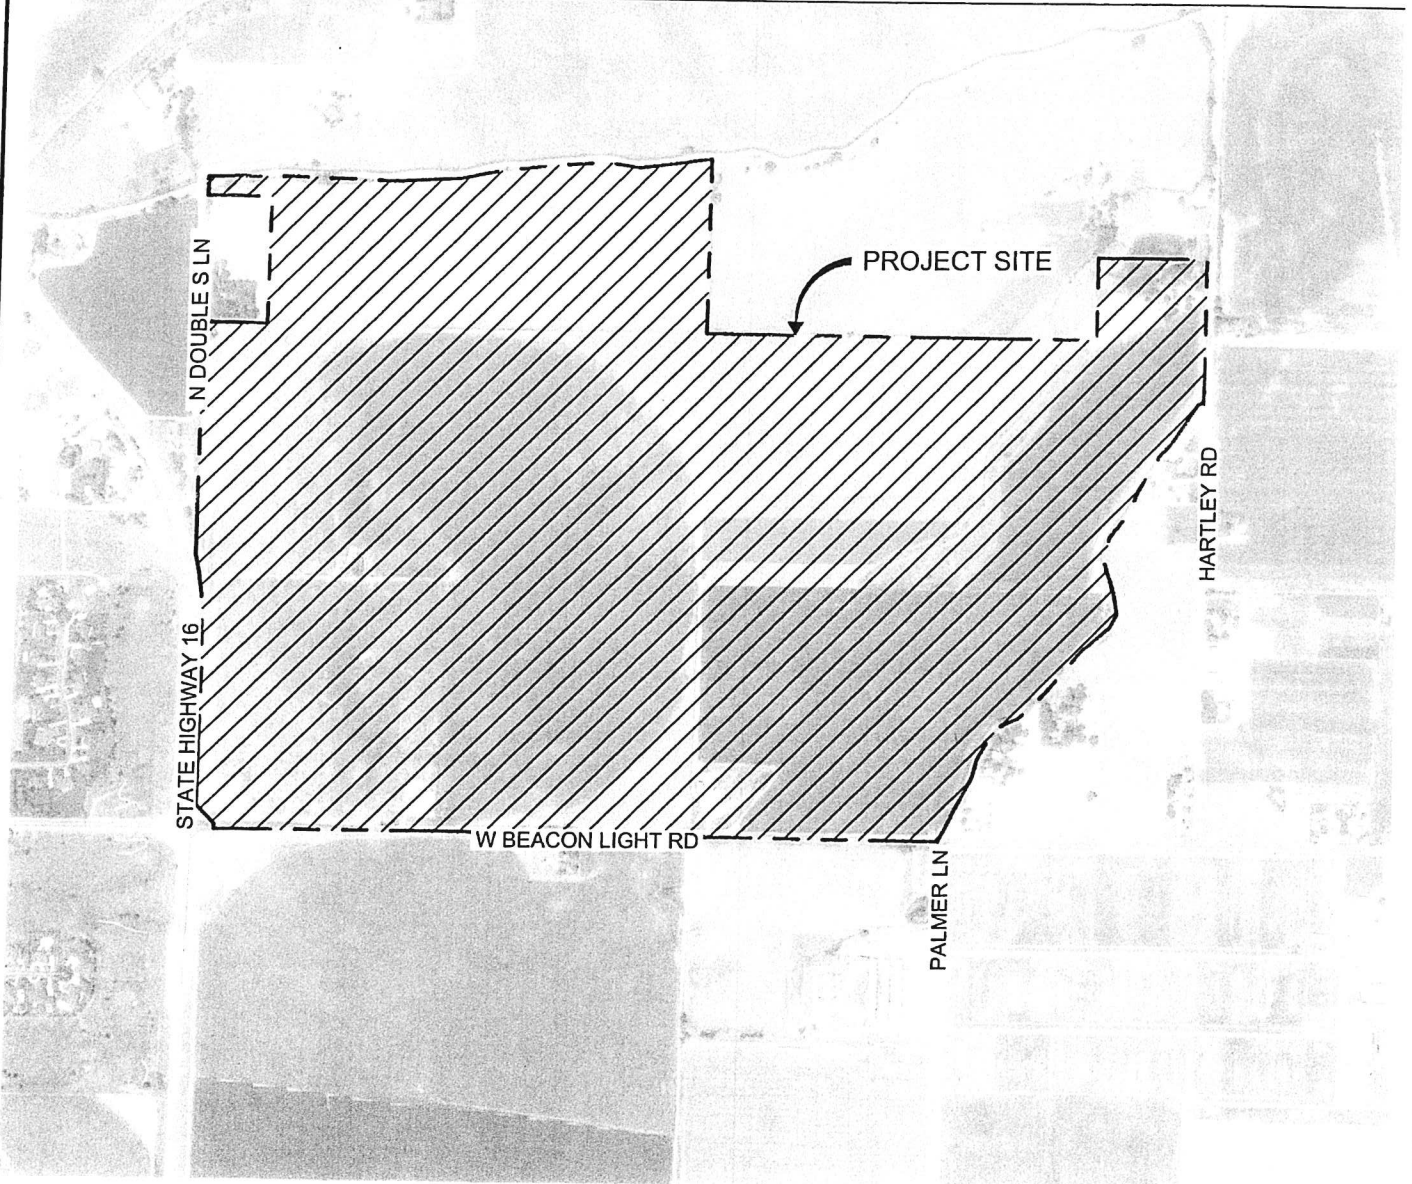 PROJECT SITE
N DOUBLE S LN
HARTLEY RD
STATE HIGHWAY 16
W BEACON LIGHT RD
PALMER LN